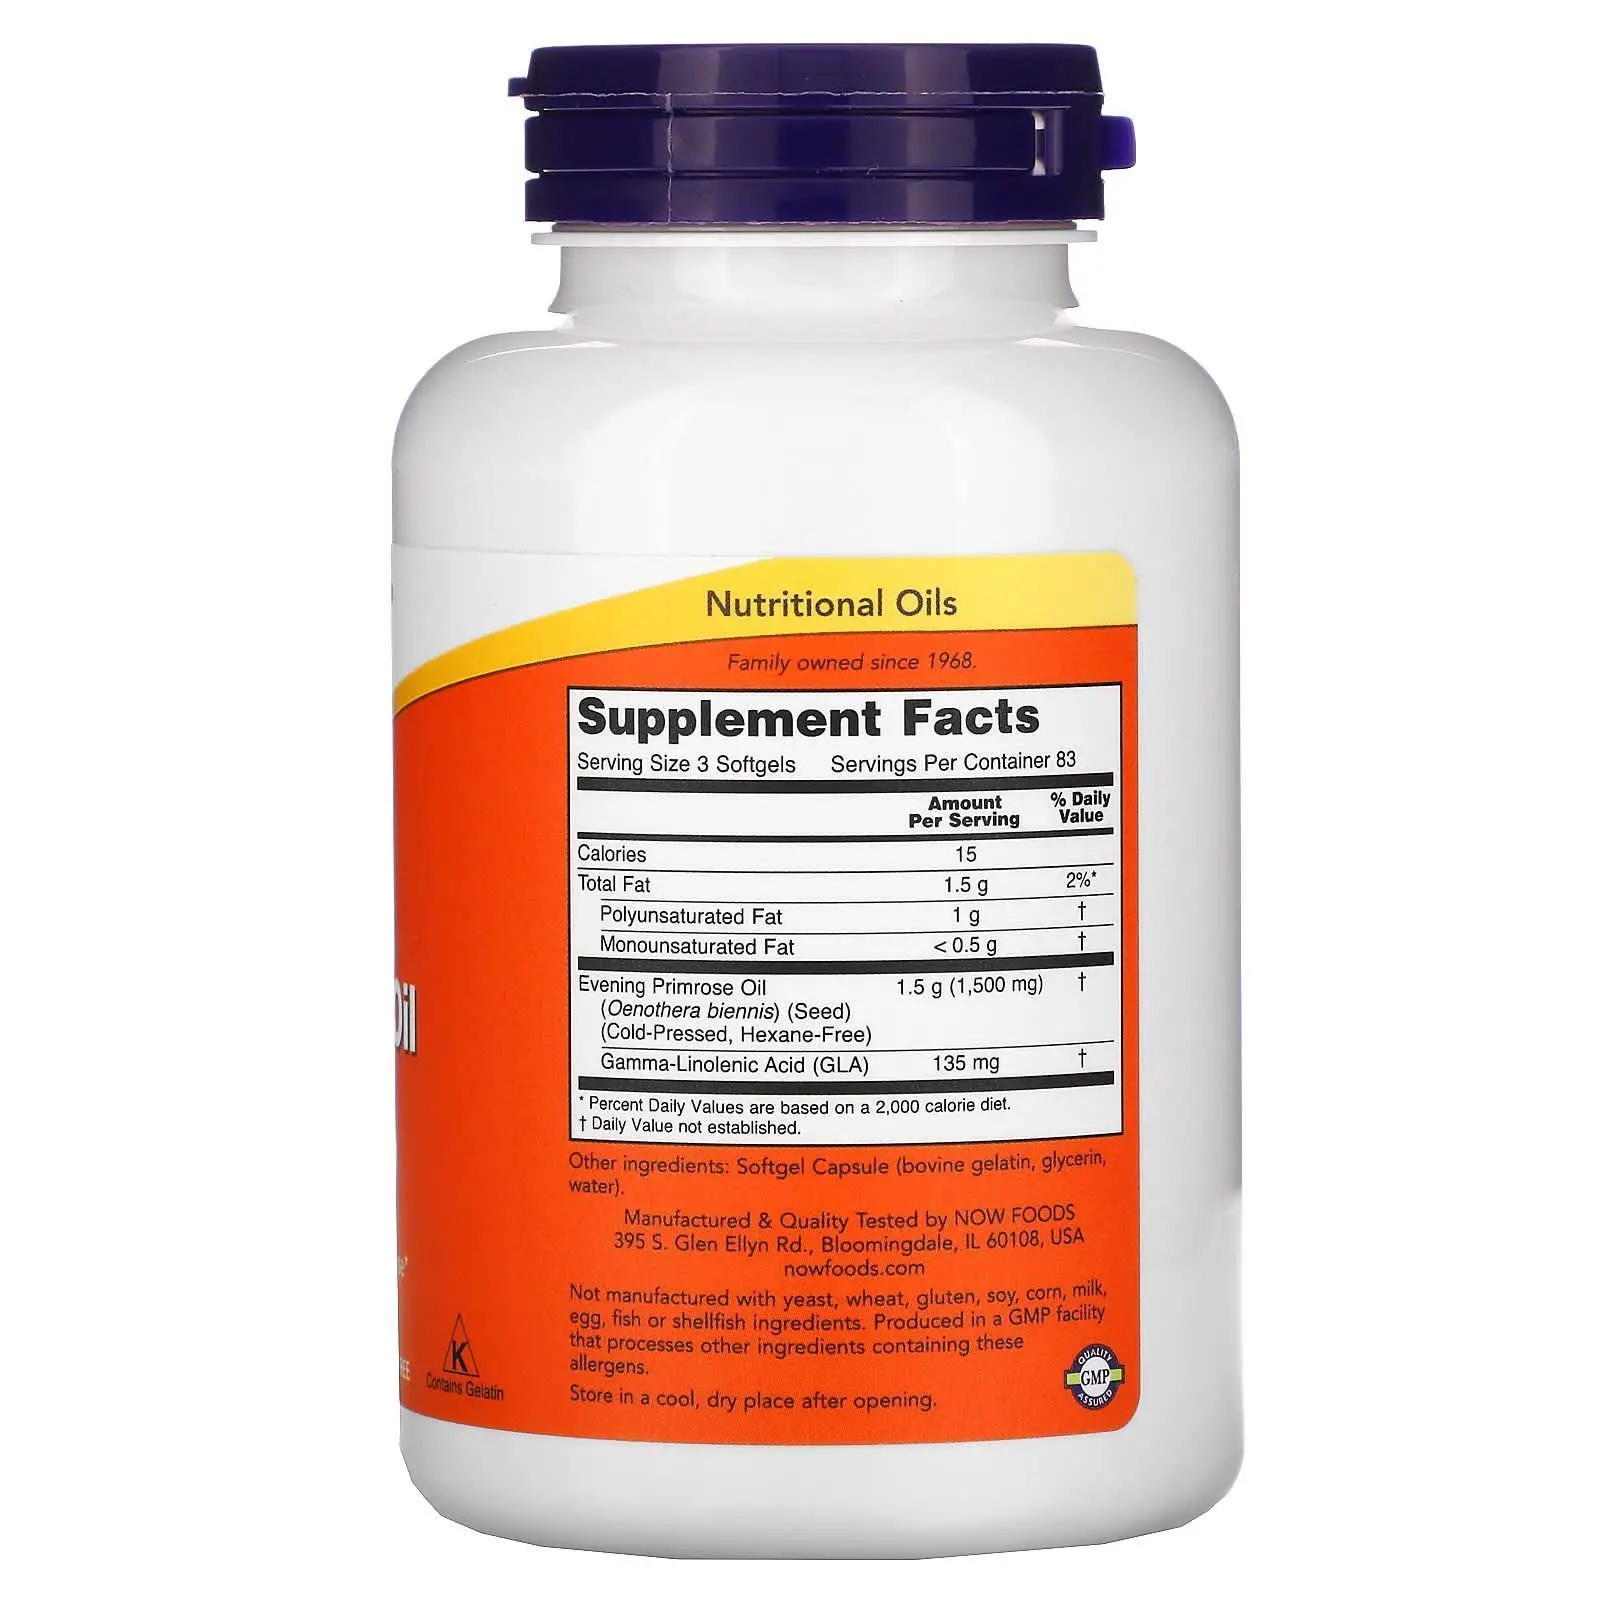 Nutritional Oils
Family owned since 1968.
Supplement Facts
Serving Size 3 Softgels Servings Per Container 83
Amount Per Serving % Daily Value
Calories 15
Total Fat 1.5 g 2%*
Polyunsaturated Fat 1 g †
Monounsaturated Fat < 0.5 g †
Evening Primrose Oil 1.5 g (1,500 mg) †
(Oenothera biennis) (Seed)
(Cold-Pressed, Hexane-Free)
Gamma-Linolenic Acid (GLA) 135 mg †
* Percent Daily Values are based on a 2,000 calorie diet.
† Daily Value not established.
Other ingredients: Softgel Capsule (bovine gelatin, glycerin,
water).
Manufactured & Quality Tested by NOW FOODS
395 S. Glen Ellyn Rd., Bloomingdale, IL 60108, USA
nowfoods.com
Not manufactured with yeast, wheat, gluten, soy, corn, milk,
egg, fish or shellfish ingredients. Produced in a GMP facility
that processes other ingredients containing these
allergens.
Store in a cool, dry place after opening.
QUALITY
GMP
ASSURED
Oil
K
Contains Gelatin